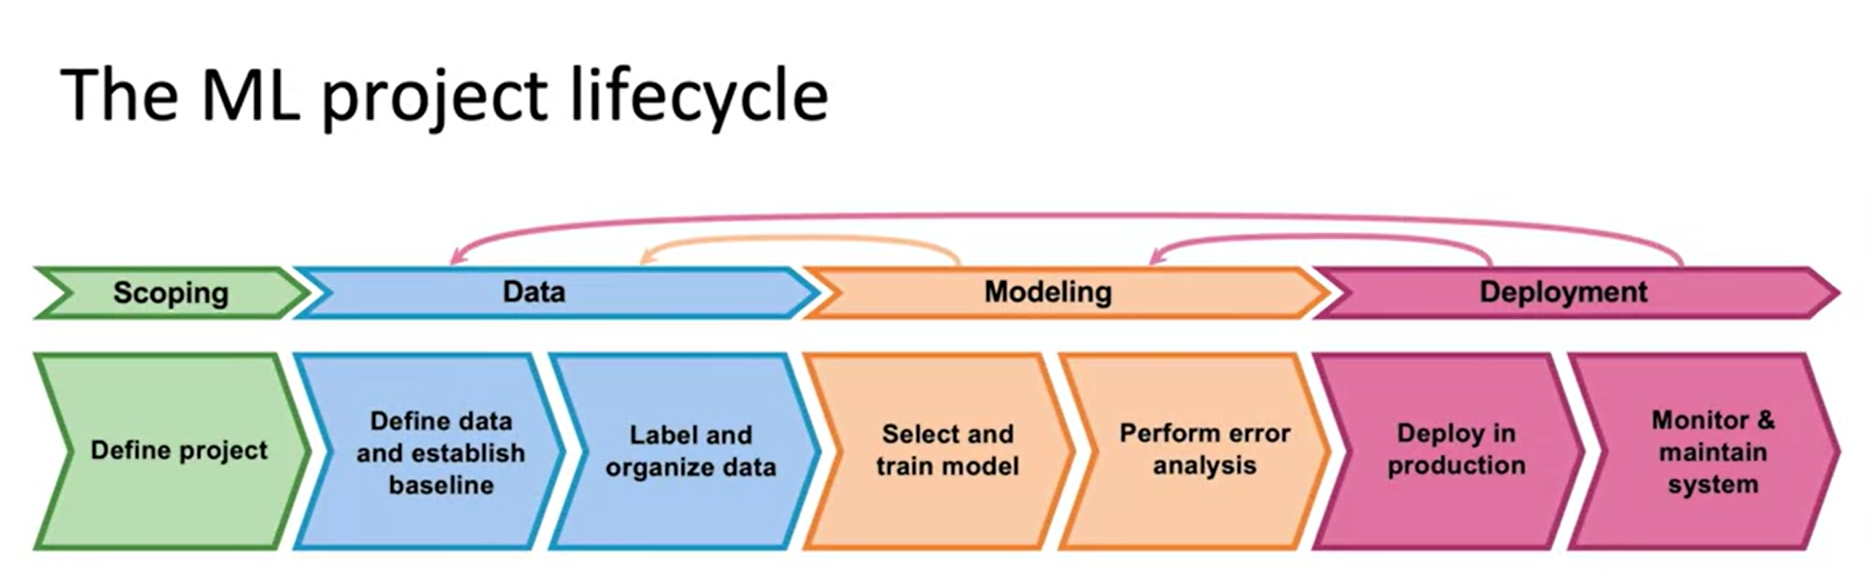 The ML project lifecycle
Scoping
Data
Modeling
Deployment
Define project
Define data
and establish
baseline
Label and
organize data
Select and
train model
Perform error
analysis
Deploy in
production
Monitor &
maintain
system